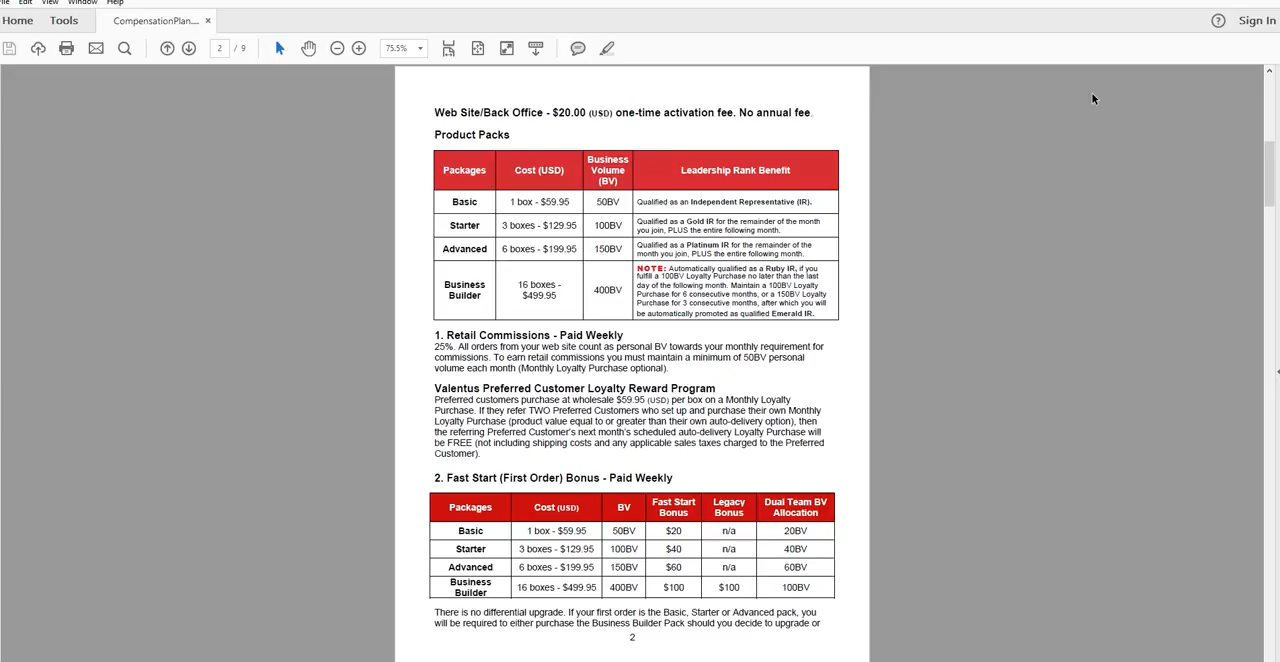 File Edit View Window Help
Home Tools CompensationPlan.... × Sign In
2 / 9 75.5%
Web Site/Back Office - $20.00 (USD) one-time activation fee. No annual fee.
Product Packs
Packages Cost (USD) Business Volume (BV) Leadership Rank Benefit
Basic 1 box - $59.95 50BV Qualified as an Independent Representative (IR).
Starter 3 boxes - $129.95 100BV Qualified as a Gold IR for the remainder of the month
you join, PLUS the entire following month.
Advanced 6 boxes - $199.95 150BV Qualified as a Platinum IR for the remainder of the
month you join, PLUS the entire following month.
Business Builder 16 boxes - $499.95 400BV NOTE: Automatically qualified as a Ruby IR, if you
fulfill a 100BV Loyalty Purchase no later than the last
day of the following month. Maintain a 100BV Loyalty
Purchase for 6 consecutive months, or a 150BV Loyalty
Purchase for 3 consecutive months, after which you will
be automatically promoted as qualified Emerald IR.
1. Retail Commissions - Paid Weekly
25%. All orders from your web site count as personal BV towards your monthly requirement for
commissions. To earn retail commissions you must maintain a minimum of 50BV personal
volume each month (Monthly Loyalty Purchase optional).
Valentus Preferred Customer Loyalty Reward Program
Preferred customers purchase at wholesale $59.95 (USD) per box on a Monthly Loyalty
Purchase. If they refer TWO Preferred Customers who set up and purchase their own Monthly
Loyalty Purchase (product value equal to or greater than their own auto-delivery option), then
the referring Preferred Customer's next month's scheduled auto-delivery Loyalty Purchase will
be FREE (not including shipping costs and any applicable sales taxes charged to the Preferred
Customer).
2. Fast Start (First Order) Bonus - Paid Weekly
Packages Cost (USD) BV Fast Start Bonus Legacy Bonus Dual Team BV Allocation
Basic 1 box - $59.95 50BV $20 n/a 20BV
Starter 3 boxes - $129.95 100BV $40 n/a 40BV
Advanced 6 boxes - $199.95 150BV $60 n/a 60BV
Business Builder 16 boxes - $499.95 400BV $100 $100 100BV
There is no differential upgrade. If your first order is the Basic, Starter or Advanced pack, you
will be required to either purchase the Business Builder Pack should you decide to upgrade or
2